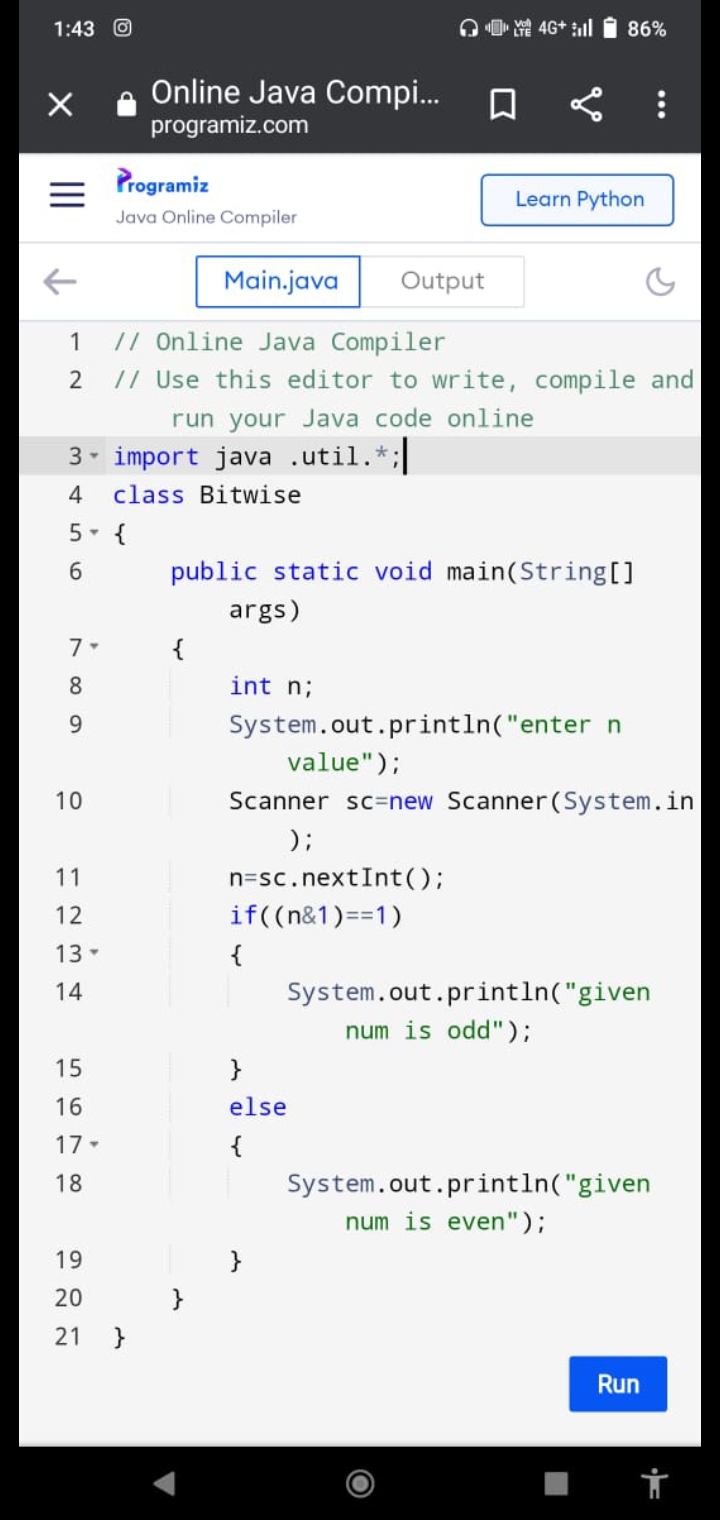 1:43 Vo) LTE 4G+ 86%
Online Java Compi...
programiz.com
Programiz
Java Online Compiler
Learn Python
Main.java Output
1 // Online Java Compiler
2 // Use this editor to write, compile and
run your Java code online
3 import java .util.*;
4 class Bitwise
5 {
6 public static void main(String[]
args)
7 {
8 int n;
9 System.out.println("enter n
value");
10 Scanner sc=new Scanner(System.in
);
11 n=sc.nextInt();
12 if((n&1)==1)
13 {
14 System.out.println("given
num is odd");
15 }
16 else
17 {
18 System.out.println("given
num is even");
19 }
20 }
21 }
Run